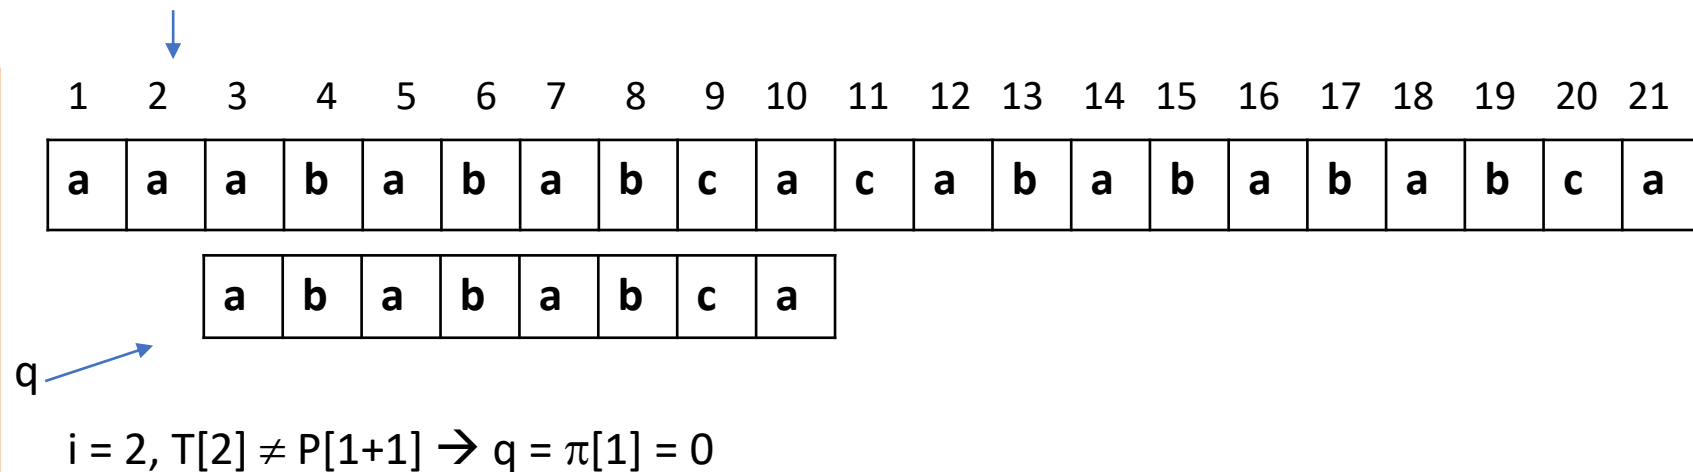 1 2 3 4 5 6 7 8 9 10 11 12 13 14 15 16 17 18 19 20 21
a a a b a b a b c a c a b a b a b a b c a
a b a b a b c a
q
i = 2, T[2] ≠ P[1+1] → q = π[1] = 0